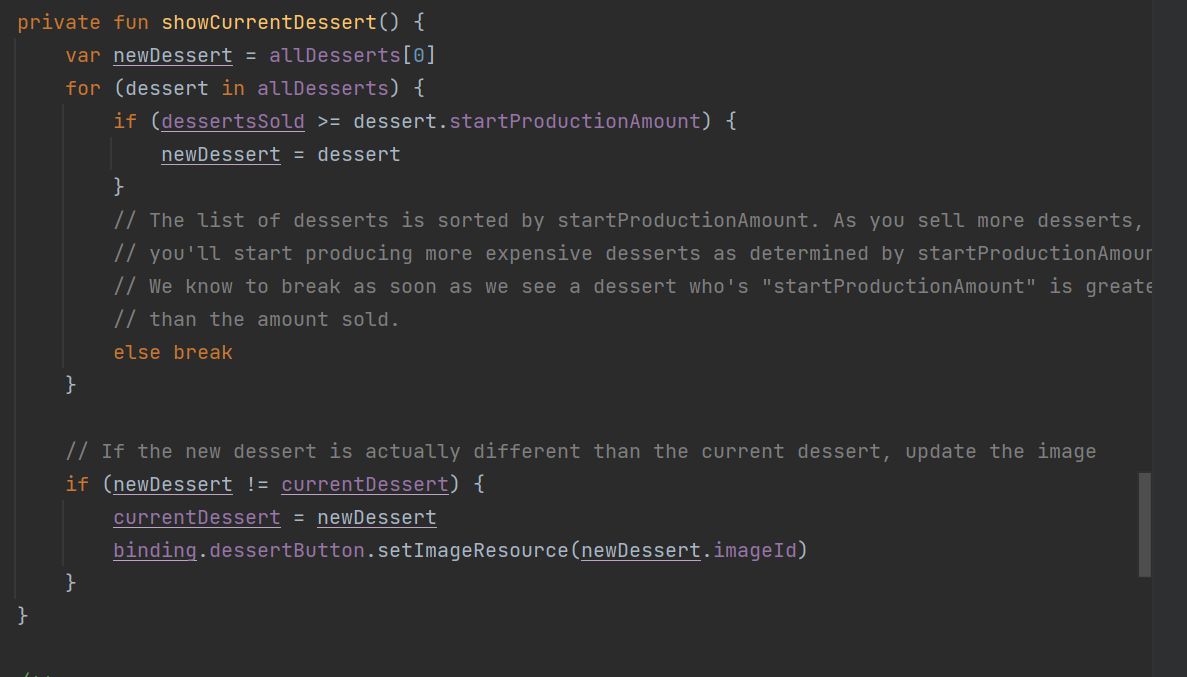 private fun showCurrentDessert() {
    var newDessert = allDesserts[0]
    for (dessert in allDesserts) {
        if (dessertsSold >= dessert.startProductionAmount) {
            newDessert = dessert
        }
        // The list of desserts is sorted by startProductionAmount. As you sell more desserts,
        // you'll start producing more expensive desserts as determined by startProductionAmoun
        // We know to break as soon as we see a dessert who's "startProductionAmount" is greate
        // than the amount sold.
        else break
    }
    // If the new dessert is actually different than the current dessert, update the image
    if (newDessert != currentDessert) {
        currentDessert = newDessert
        binding.dessertButton.setImageResource(newDessert.imageId)
    }
}